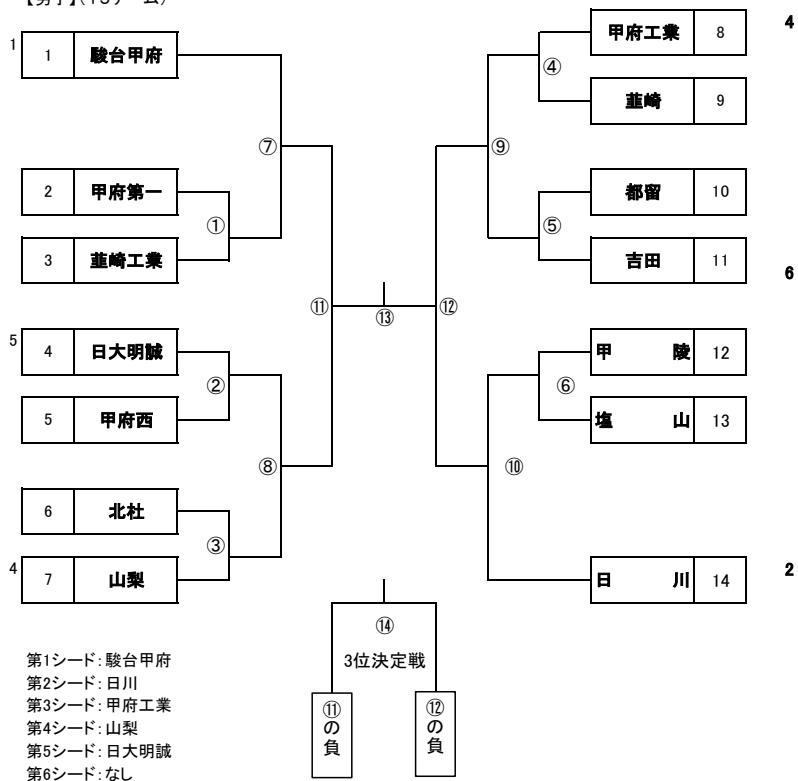 1
1 駿台甲府
2 甲府第一
3 韮崎工業
5
4 日大明誠
5 甲府西
6 北杜
4
7 山梨
⑦
①
②
⑧
③
⑪
⑬
⑫
甲府工業 8
4
韮崎 9
都留 10
吉田 11
6
甲陵 12
塩山 13
日川 14
2
④
⑨
⑤
⑥
⑩
⑭
3位決定戦
⑪の負
⑫の負
第1シード:駿台甲府
第2シード:日川
第3シード:甲府工業
第4シード:山梨
第5シード:日大明誠
第6シード:なし